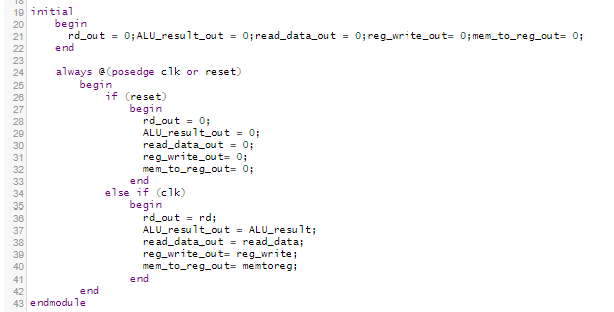 19 initial
20 begin
21 rd_out = 0;ALU_result_out = 0;read_data_out = 0;reg_write_out= 0;mem_to_reg_out= 0;
22 end
23
24 always @(posedge clk or reset)
25 begin
26 if (reset)
27 begin
28 rd_out = 0;
29 ALU_result_out = 0;
30 read_data_out = 0;
31 reg_write_out= 0;
32 mem_to_reg_out= 0;
33 end
34 else if (clk)
35 begin
36 rd_out = rd;
37 ALU_result_out = ALU_result;
38 read_data_out = read_data;
39 reg_write_out= reg_write;
40 mem_to_reg_out= memtoreg;
41 end
42 end
43 endmodule